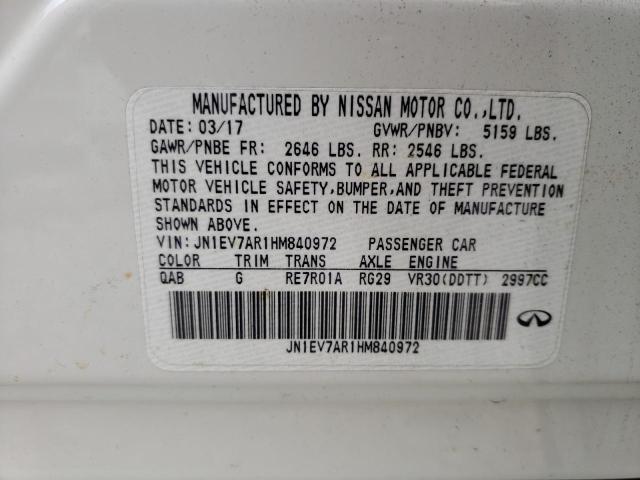 MANUFACTURED BY NISSAN MOTOR CO.,LTD.
DATE: 03/17 GVWR/PNBV: 5159 LBS.
GAWR/PNBE FR: 2646 LBS. RR: 2546 LBS.
THIS VEHICLE CONFORMS TO ALL APPLICABLE FEDERAL
MOTOR VEHICLE SAFETY,BUMPER,AND THEFT PREVENTION
STANDARDS IN EFFECT ON THE DATE OF MANUFACTURE
SHOWN ABOVE.
VIN: JN1EV7AR1HM840972 PASSENGER CAR
COLOR TRIM TRANS AXLE ENGINE
QAB G RE7R01A RG29 VR30(DDTT) 2997CC
JN1EV7AR1HM840972